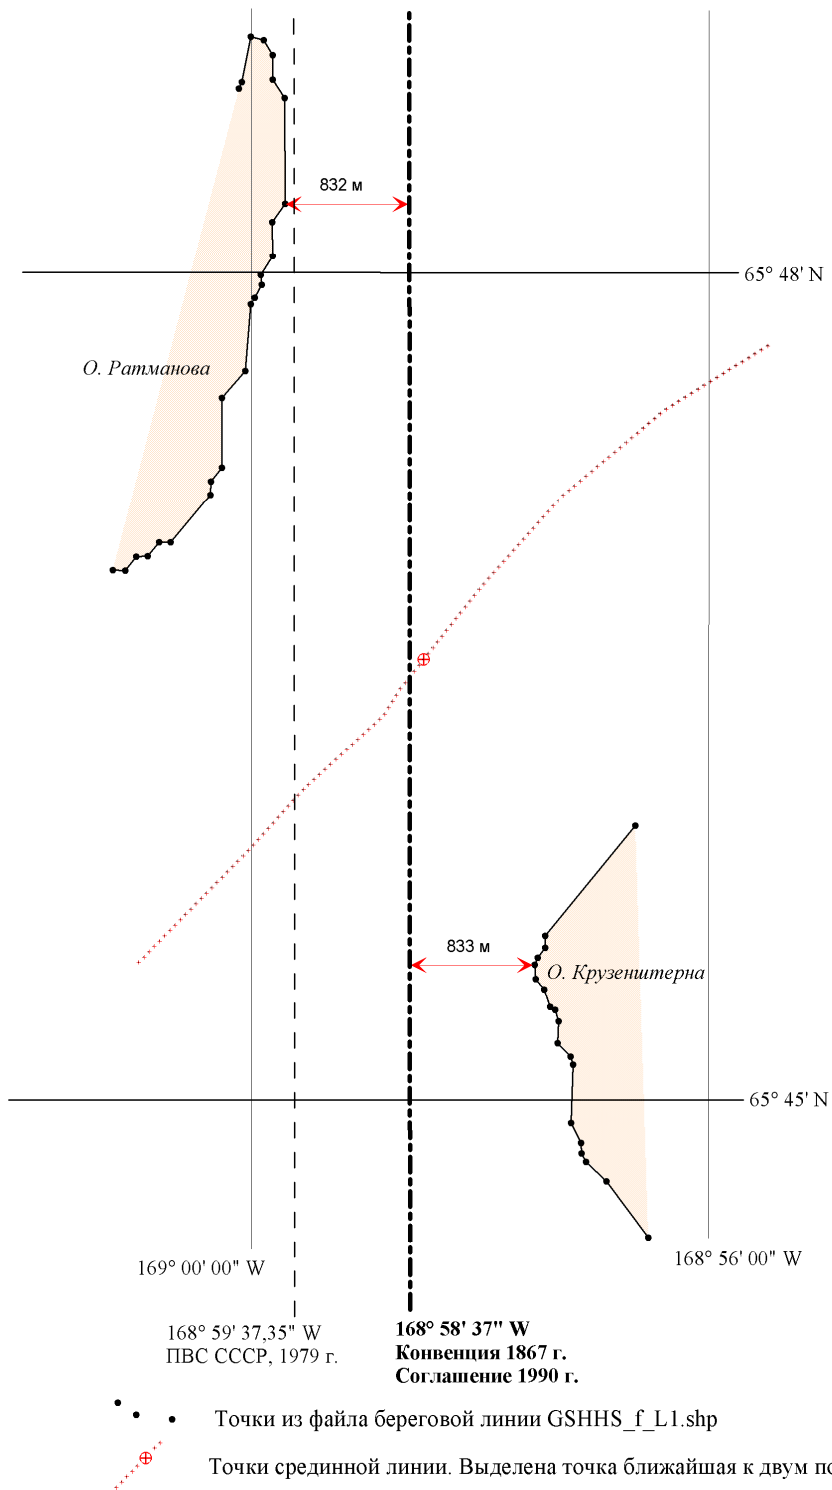 832 м
65° 48' N
О. Ратманова
833 м
О. Крузенштерна
65° 45' N
169° 00' 00" W
168° 56' 00" W
168° 59' 37,35" W
ПВС СССР, 1979 г.
168° 58' 37" W
Конвенция 1867 г.
Соглашение 1990 г.
Точки из файла береговой линии GSHHS_f_L1.shp
Точки срединной линии. Выделена точка ближайшая к двум по